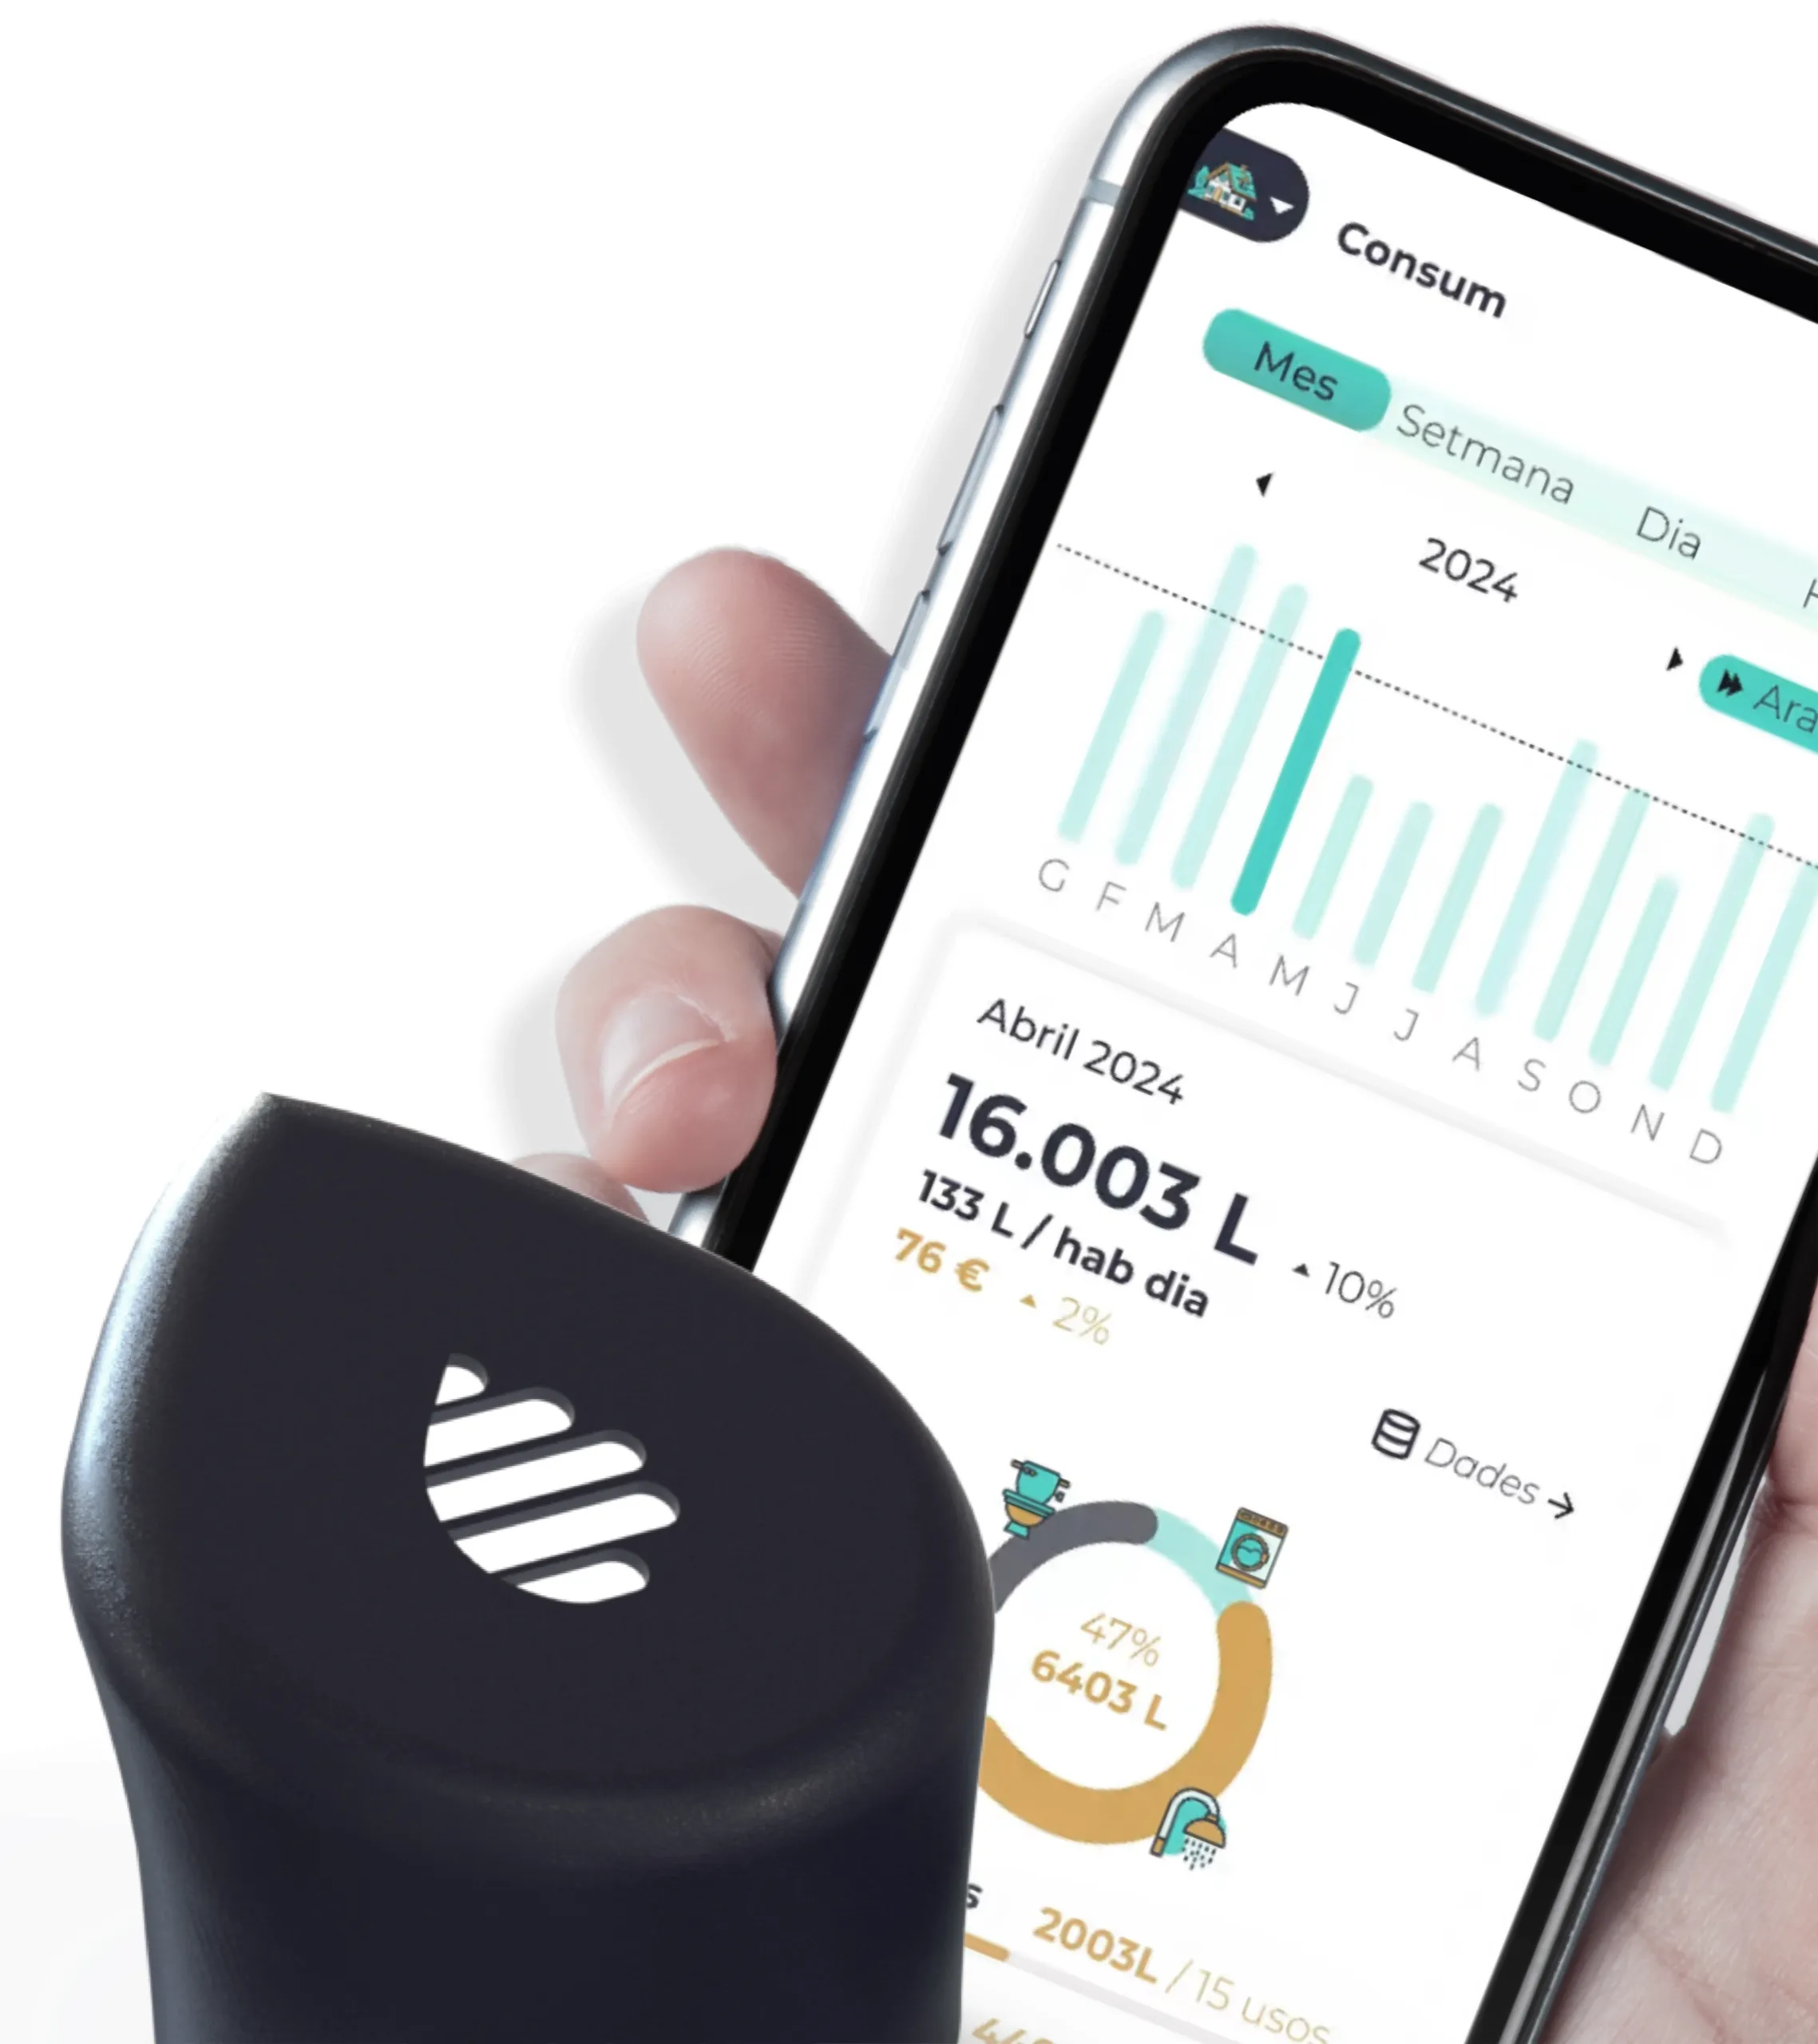 Consum
Mes
Setmana
Dia
2024
Ara
G F M A M J J A S O N D
Abril 2024
16.003 L
10%
133 L / hab dia
76 € 2%
Dades →
47%
6403 L
2003L / 15 usos